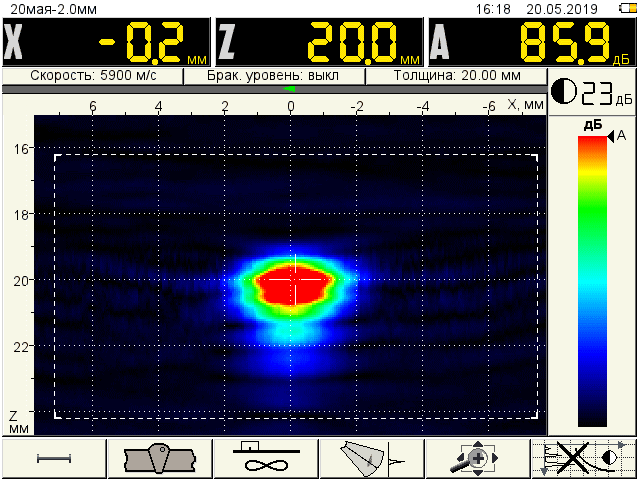 20мая-2.0мм 16:18 20.05.2019
X -0.2 мм Z 20.0 мм A 85.9 дБ
Скорость: 5900 м/с Брак. уровень: выкл Толщина: 20.00 мм
23 дБ
6 4 2 0 -2 -4 -6 X, мм
дБ
A
16
18
20
22
Z
мм